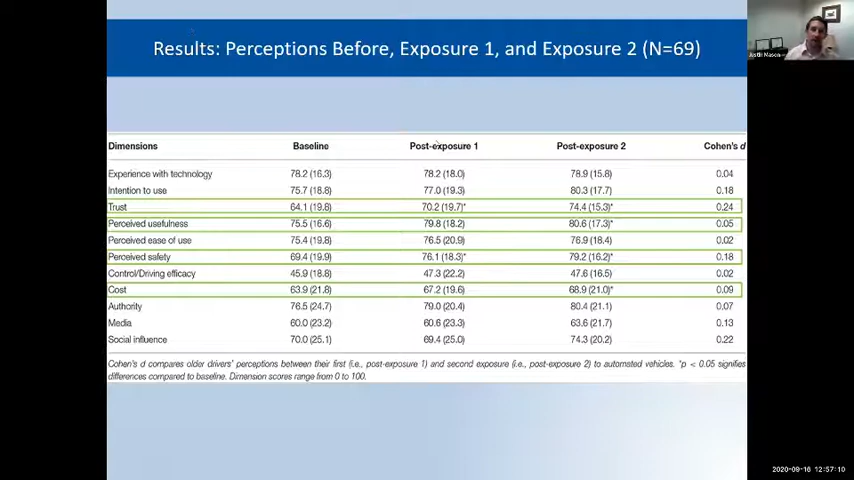 Results: Perceptions Before, Exposure 1, and Exposure 2 (N=69)
Justin Mason
Dimensions Baseline Post-exposure 1 Post-exposure 2 Cohen's d
Experience with technology 78.2 (16.3) 78.2 (18.0) 78.9 (15.8) 0.04
Intention to use 75.7 (18.8) 77.0 (19.3) 80.3 (17.7) 0.18
Trust 64.1 (19.8) 70.2 (19.7)* 74.4 (15.3)* 0.24
Perceived usefulness 75.5 (16.6) 79.8 (18.2) 80.6 (17.3)* 0.05
Perceived ease of use 75.4 (19.8) 76.5 (20.9) 76.9 (18.4) 0.02
Perceived safety 69.4 (19.9) 76.1 (18.3)* 79.2 (16.2)* 0.18
Control/Driving efficacy 45.9 (18.8) 47.3 (22.2) 47.6 (16.5) 0.02
Cost 63.9 (21.8) 67.2 (19.6) 68.9 (21.0)* 0.09
Authority 76.5 (24.7) 79.0 (20.4) 80.4 (21.1) 0.07
Media 60.0 (23.2) 60.6 (23.3) 63.6 (21.7) 0.13
Social influence 70.0 (25.1) 69.4 (25.0) 74.3 (20.2) 0.22
Cohen's d compares older drivers' perceptions between their first (i.e., post-exposure 1) and second exposure (i.e., post-exposure 2) to automated vehicles. *p < 0.05 signifies
differences compared to baseline. Dimension scores range from 0 to 100.
2020-09-16 12:57:10